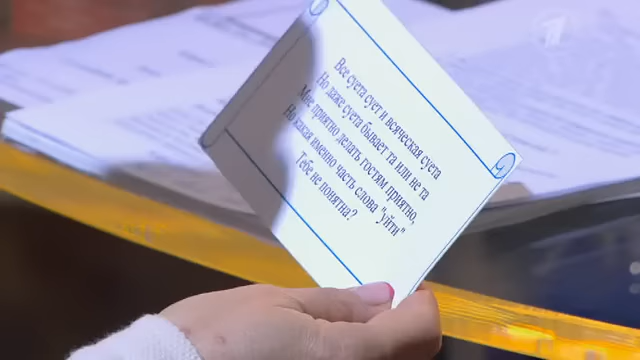 Все суета сует и всяческая суета
Но даже суета бывает та или не та
Мне приятно делать гостям приятно,
Но какая именно часть слова "уйти"
Тебе не понятна?